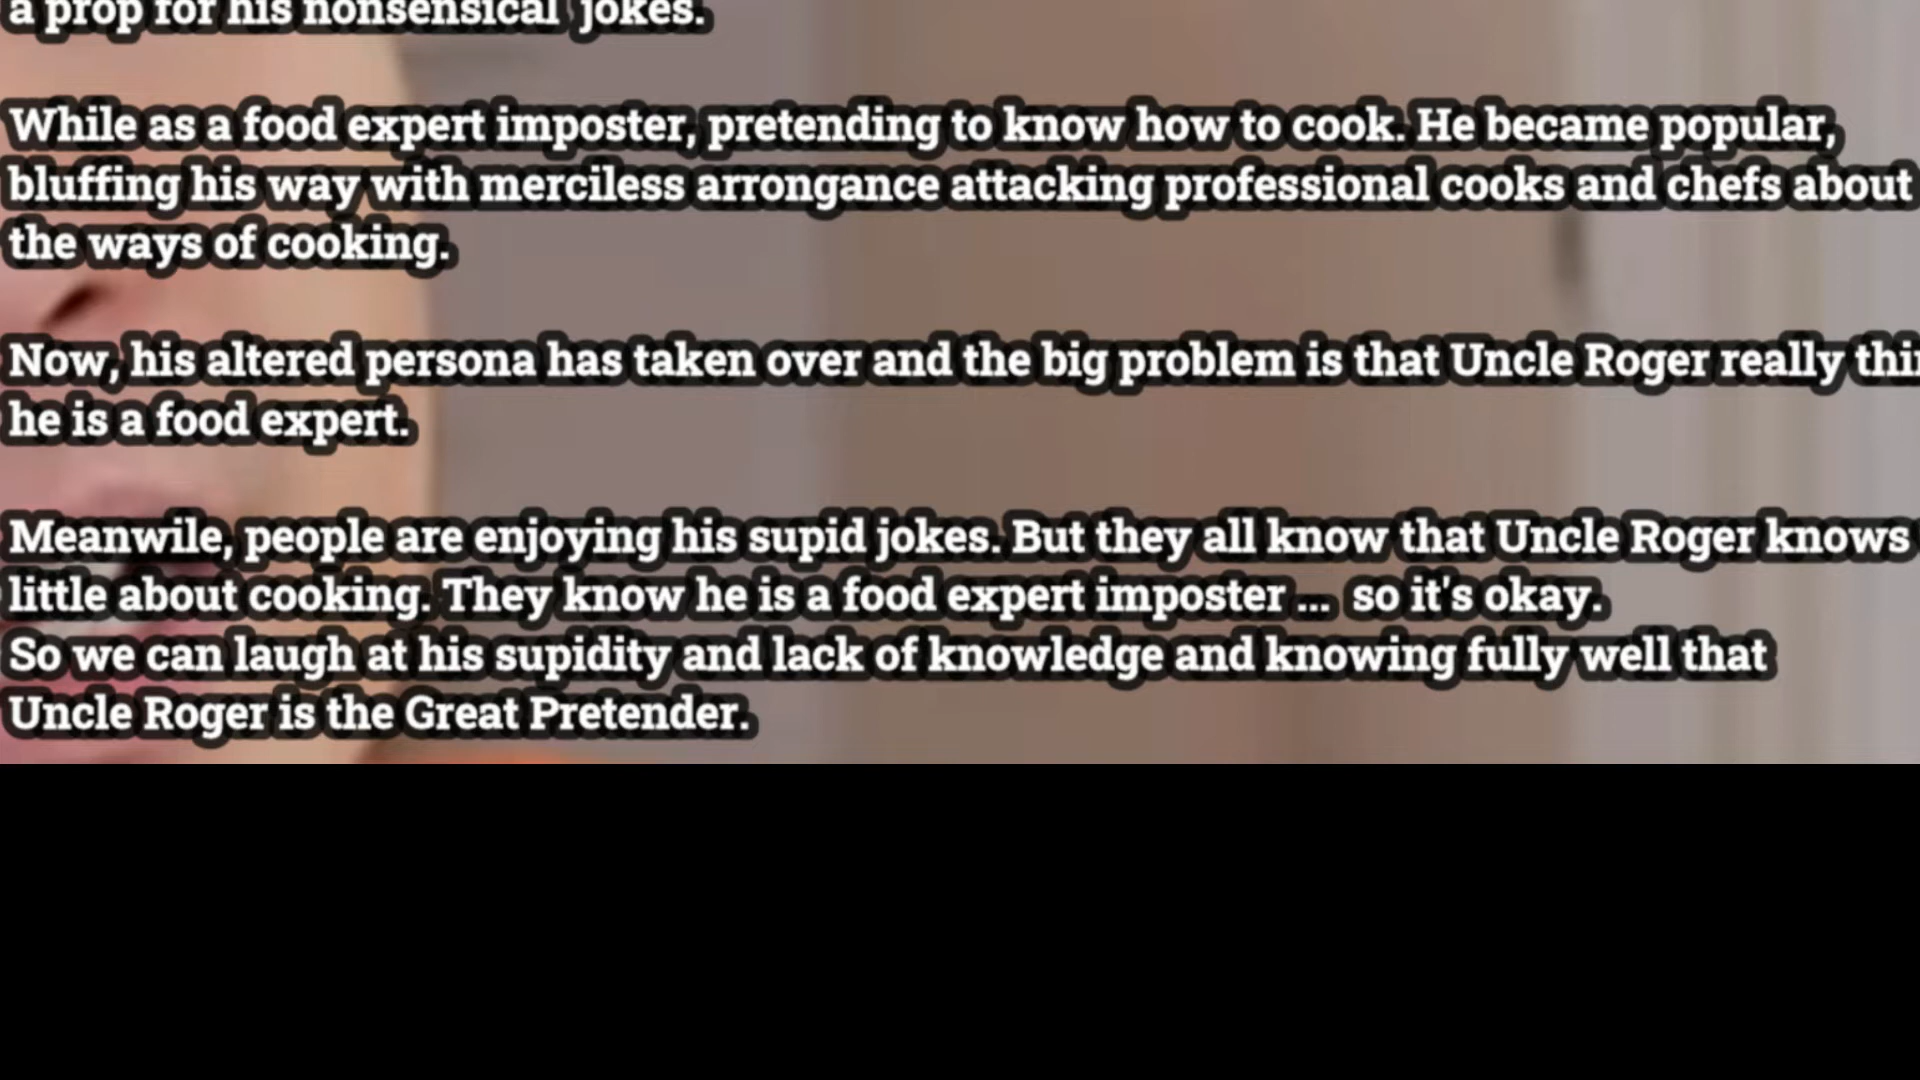 a prop for his nonsensical jokes.
While as a food expert imposter, pretending to know how to cook. He became popular,
bluffing his way with merciless arrongance attacking professional cooks and chefs about
the ways of cooking.
Now, his altered persona has taken over and the big problem is that Uncle Roger really
he is a food expert.
Meanwile, people are enjoying his supid jokes. But they all know that Uncle Roger knows
little about cooking. They know he is a food expert imposter ... so it's okay.
So we can laugh at his supidity and lack of knowledge and knowing fully well that
Uncle Roger is the Great Pretender.